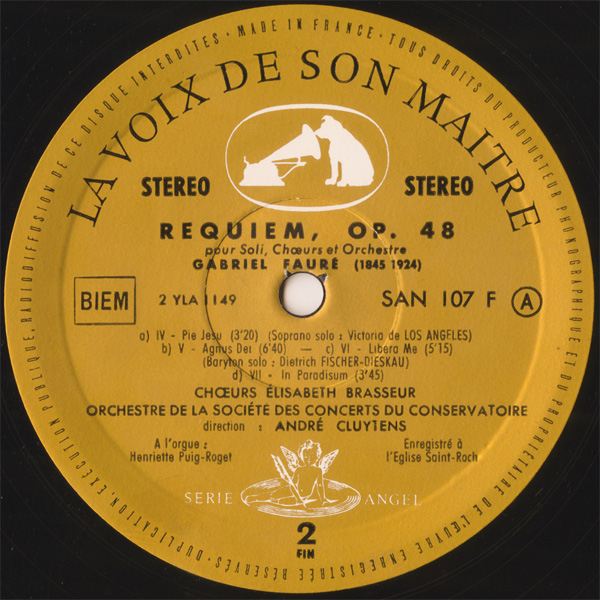 MADE IN FRANCE · TOUS DROITS DU PRODUCTEUR PHONOGRAPHIQUE ET DU PROPRIÉTAIRE DE L'ŒUVRE ENREGISTRÉE RÉSERVÉS · DUPLICATION, EXÉCUTION PUBLIQUE, RADIODIFFUSION DE CE DISQUE INTERDITES ·
LA VOIX DE SON MAITRE
STEREO STEREO
REQUIEM, OP. 48
pour Soli, Chœurs et Orchestre
GABRIEL FAURÉ (1845 1924)
BIEM 2 YLA 1149 SAN 107 F A
a) IV - Pie Jesu (3'20) (Soprano solo : Victoria de LOS ANGELES)
b) V - Agnus Dei (6'40) — c) VI - Libera Me (5'15)
(Baryton solo : Dietrich FISCHER-DIESKAU)
d) VII - In Paradisum (3'45)
CHŒURS ÉLISABETH BRASSEUR
ORCHESTRE DE LA SOCIÉTÉ DES CONCERTS DU CONSERVATOIRE
direction : ANDRÉ CLUYTENS
A l'orgue : Enregistré à
Henriette Puig-Roget l'Eglise Saint-Roch
SERIE ANGEL
2
FIN